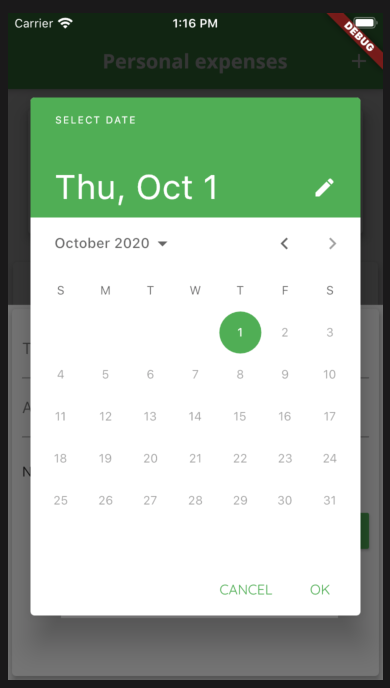 Carrier 1:16 PM
DEBUG
Personal expenses +
SELECT DATE
Thu, Oct 1
October 2020
S M T W T F S
1 2 3
4 5 6 7 8 9 10
11 12 13 14 15 16 17
18 19 20 21 22 23 24
25 26 27 28 29 30 31
CANCEL OK
T
A
N